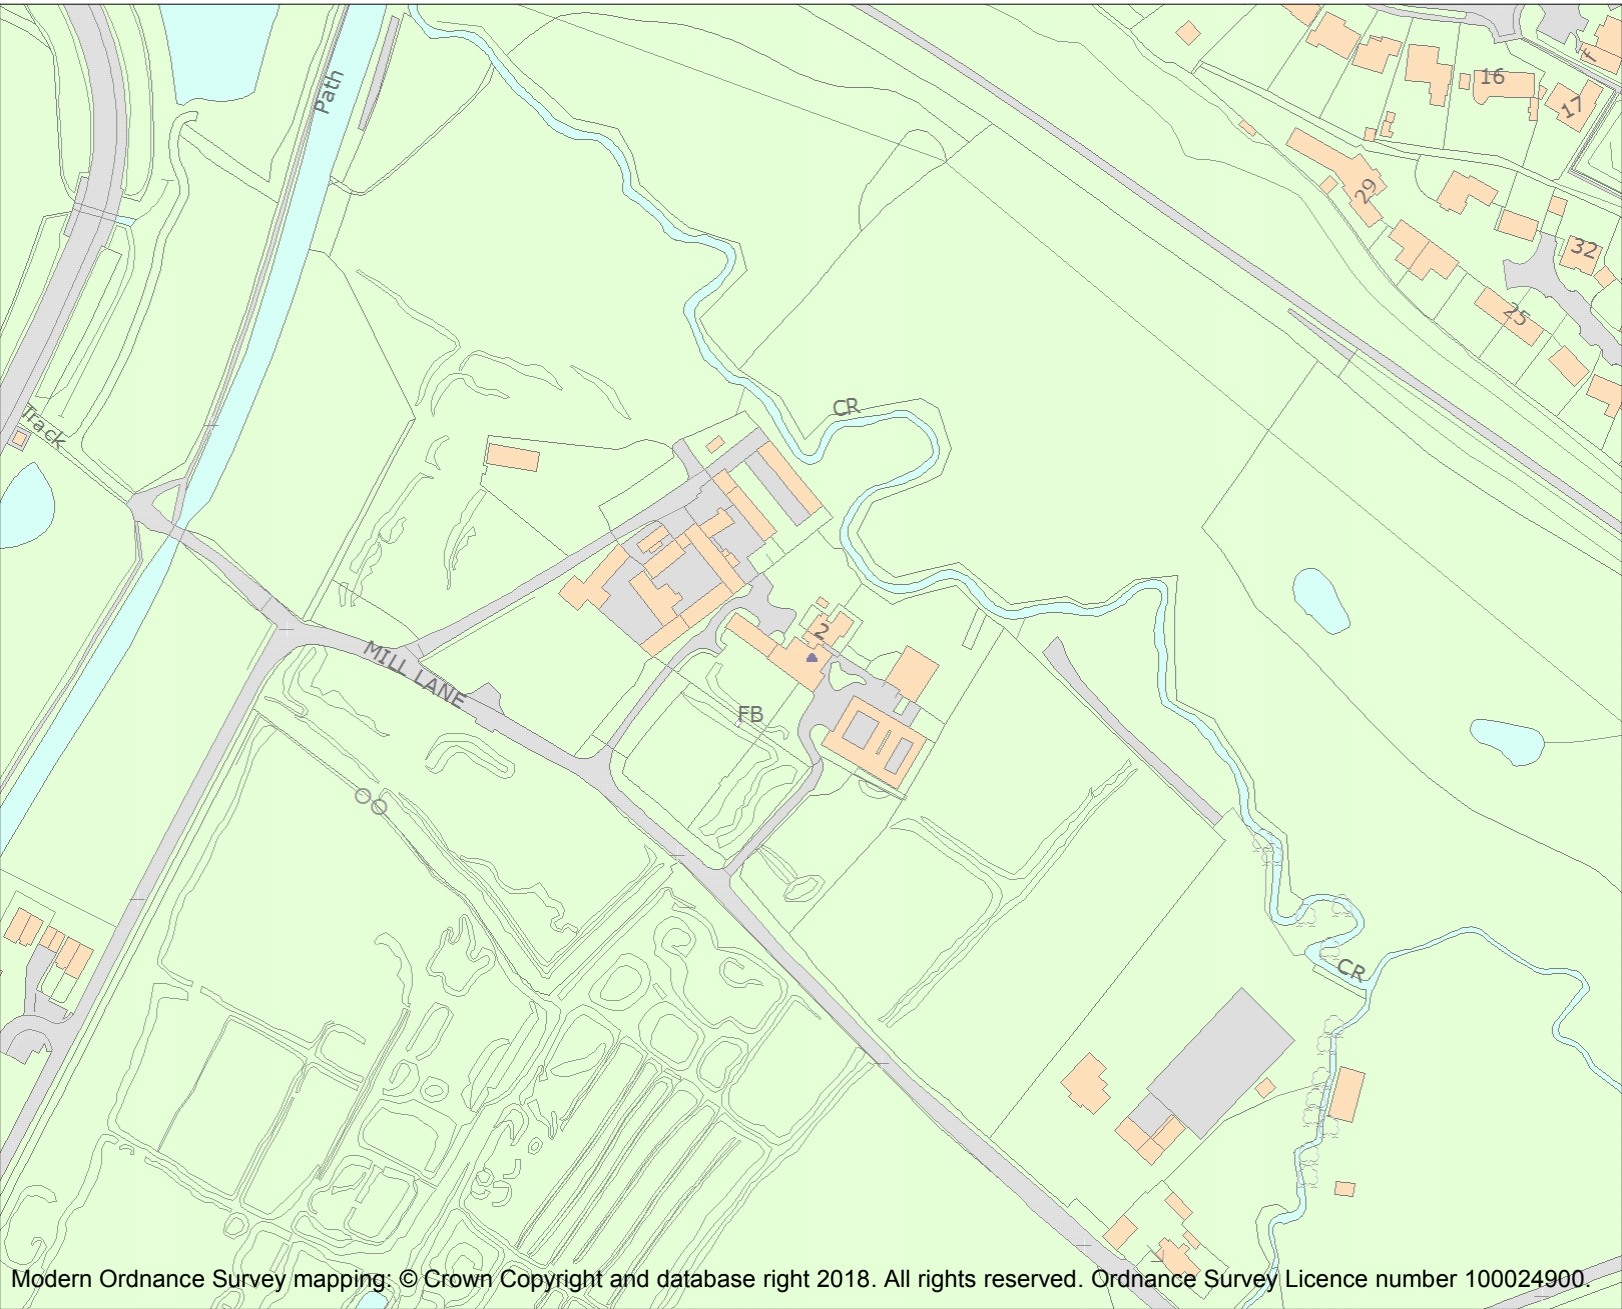 Path
16
17
29
32
25
Track
CR
2
MILL LANE
FB
CR
Modern Ordnance Survey mapping: © Crown Copyright and database right 2018. All rights reserved. Ordnance Survey Licence number 100024900.